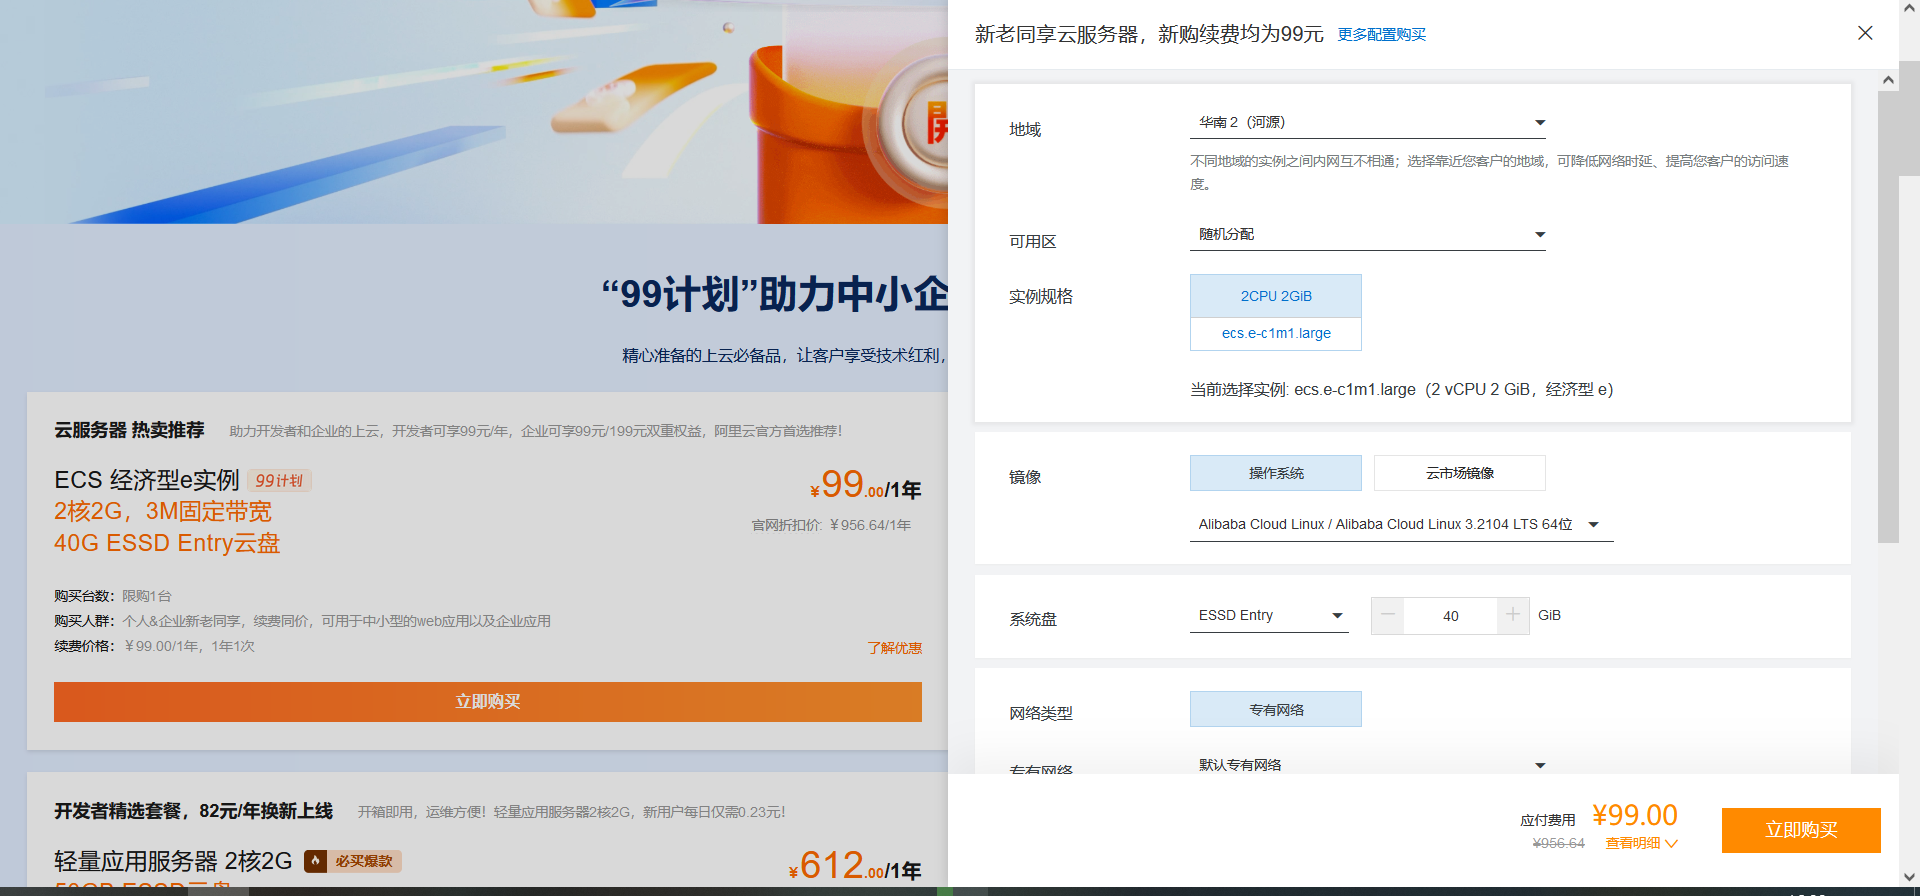 開
“99计划”助力中小企
精心准备的上云必备品，让客户享受技术红利，
云服务器 热卖推荐
助力开发者和企业的上云，开发者可享99元/年，企业可享99元/199元双重权益，阿里云官方首选推荐！
ECS 经济型e实例
99计划
2核2G，3M固定带宽
40G ESSD Entry云盘
¥99.00/1年
官网折扣价: ¥956.64/1年
购买台数：限购1台
购买人群：个人&企业新老同享，续费同价，可用于中小型的web应用以及企业应用
续费价格：¥99.00/1年，1年1次
了解优惠
立即购买
开发者精选套餐，82元/年换新上线
开箱即用，运维方便！轻量应用服务器2核2G，新用户每日仅需0.23元！
轻量应用服务器 2核2G
必买爆款
¥612.00/1年
50GB ESSD云盘
新老同享云服务器，新购续费均为99元
更多配置购买
地域
华南 2（河源）
不同地域的实例之间内网互不相通；选择靠近您客户的地域，可降低网络时延、提高您客户的访问速
度。
可用区
随机分配
实例规格
2CPU 2GiB
ecs.e-c1m1.large
当前选择实例: ecs.e-c1m1.large（2 vCPU 2 GiB，经济型 e）
镜像
操作系统
云市场镜像
Alibaba Cloud Linux / Alibaba Cloud Linux 3.2104 LTS 64位
系统盘
ESSD Entry
40
GiB
网络类型
专有网络
专有网络
默认专有网络
应付费用
¥99.00
¥956.64
查看明细
立即购买